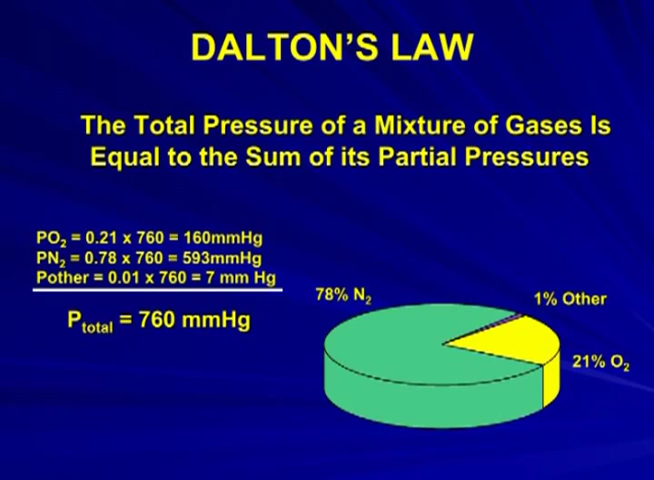 DALTON'S LAW
The Total Pressure of a Mixture of Gases Is
Equal to the Sum of its Partial Pressures
PO₂ = 0.21 x 760 = 160mmHg
PN₂ = 0.78 x 760 = 593mmHg
Pother = 0.01 x 760 = 7 mm Hg
Ptotal = 760 mmHg
78% N₂
1% Other
21% O₂